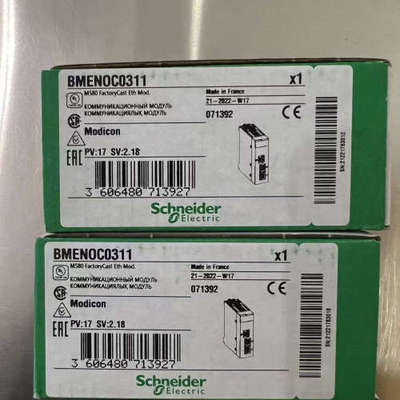 BMENOC0311
x1
M580 FactoryCast Eth Mod.
Made in France
21-2022-W17
КОММУНИКАЦИОННЫЙ МОДУЛЬ
КОММУНИКАЦИЯЛЫҚ МОДУЛЬ
071392
CE
Modicon
EAC
PV:17 SV:2.18
3 606480 713927
Schneider
Electric
BMENOC0311
x1
M580 FactoryCast Eth Mod.
Made in France
21-2022-W17
КОММУНИКАЦИОННЫЙ МОДУЛЬ
КОММУНИКАЦИЯЛЫҚ МОДУЛЬ
071392
CE
Modicon
EAC
PV:17 SV:2.18
3 606480 713927
Schneider
Electric